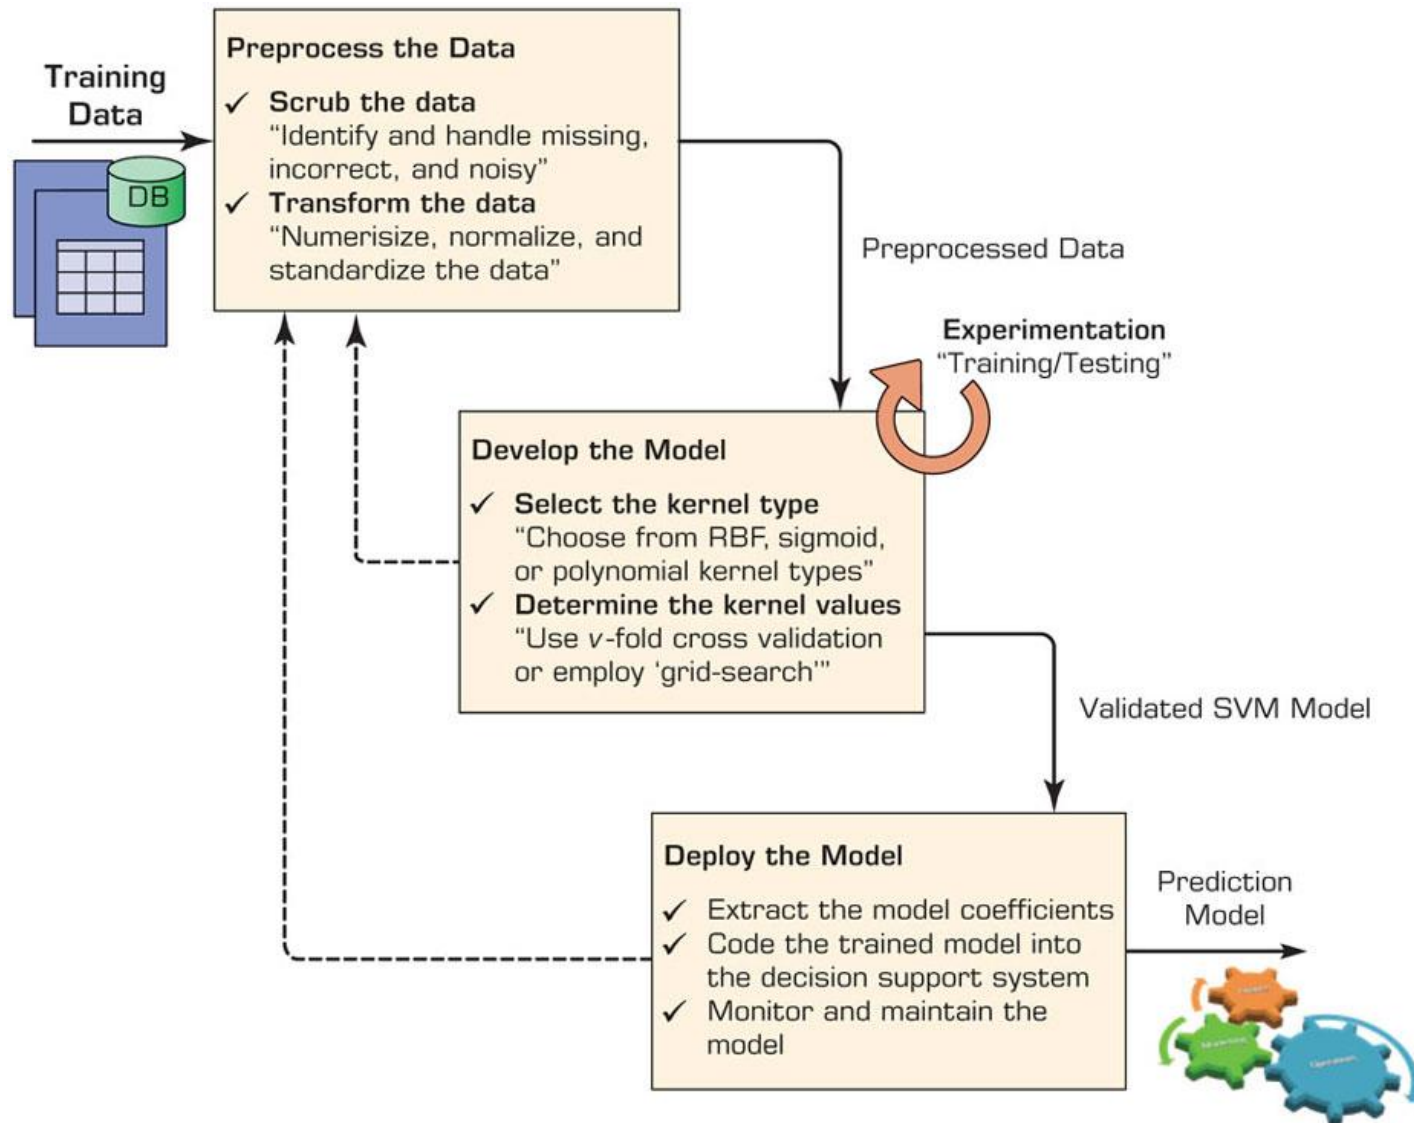 Training
Data
DB
Preprocess the Data
✓ Scrub the data
“Identify and handle missing,
incorrect, and noisy”
✓ Transform the data
“Numerisize, normalize, and
standardize the data”
Preprocessed Data
Experimentation
“Training/Testing”
Develop the Model
✓ Select the kernel type
“Choose from RBF, sigmoid,
or polynomial kernel types”
✓ Determine the kernel values
“Use v-fold cross validation
or employ ‘grid-search’”
Validated SVM Model
Deploy the Model
✓ Extract the model coefficients
✓ Code the trained model into
the decision support system
✓ Monitor and maintain the
model
Prediction
Model